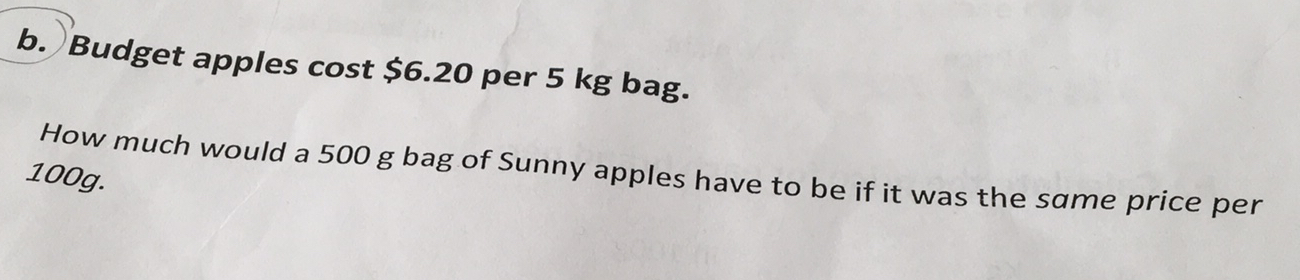 b. Budget apples cost $6.20 per 5 kg bag.
How much would a 500 g bag of Sunny apples have to be if it was the same price per
100g.